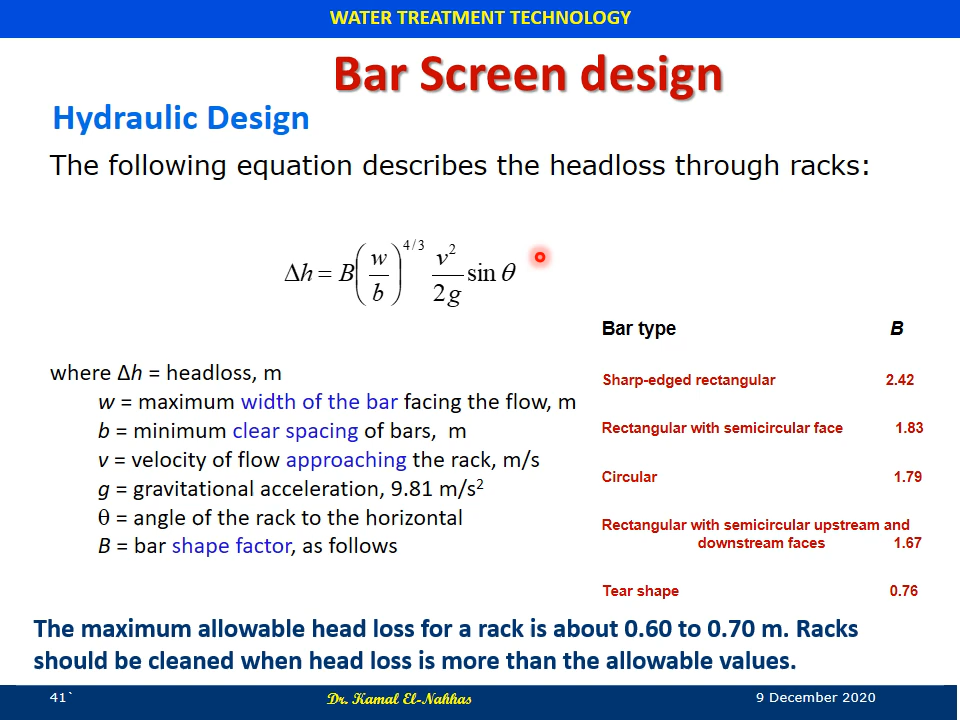 WATER TREATMENT TECHNOLOGY
Bar Screen design
Hydraulic Design
The following equation describes the headloss through racks:
Δh = B(w/b)^4/3 v²/2g sin θ
where Δh = headloss, m
w = maximum width of the bar facing the flow, m
b = minimum clear spacing of bars, m
v = velocity of flow approaching the rack, m/s
g = gravitational acceleration, 9.81 m/s²
θ = angle of the rack to the horizontal
B = bar shape factor, as follows
Bar type B
Sharp-edged rectangular 2.42
Rectangular with semicircular face 1.83
Circular 1.79
Rectangular with semicircular upstream and
downstream faces 1.67
Tear shape 0.76
The maximum allowable head loss for a rack is about 0.60 to 0.70 m. Racks
should be cleaned when head loss is more than the allowable values.
41` Dr. Kamal El-Nahhas 9 December 2020